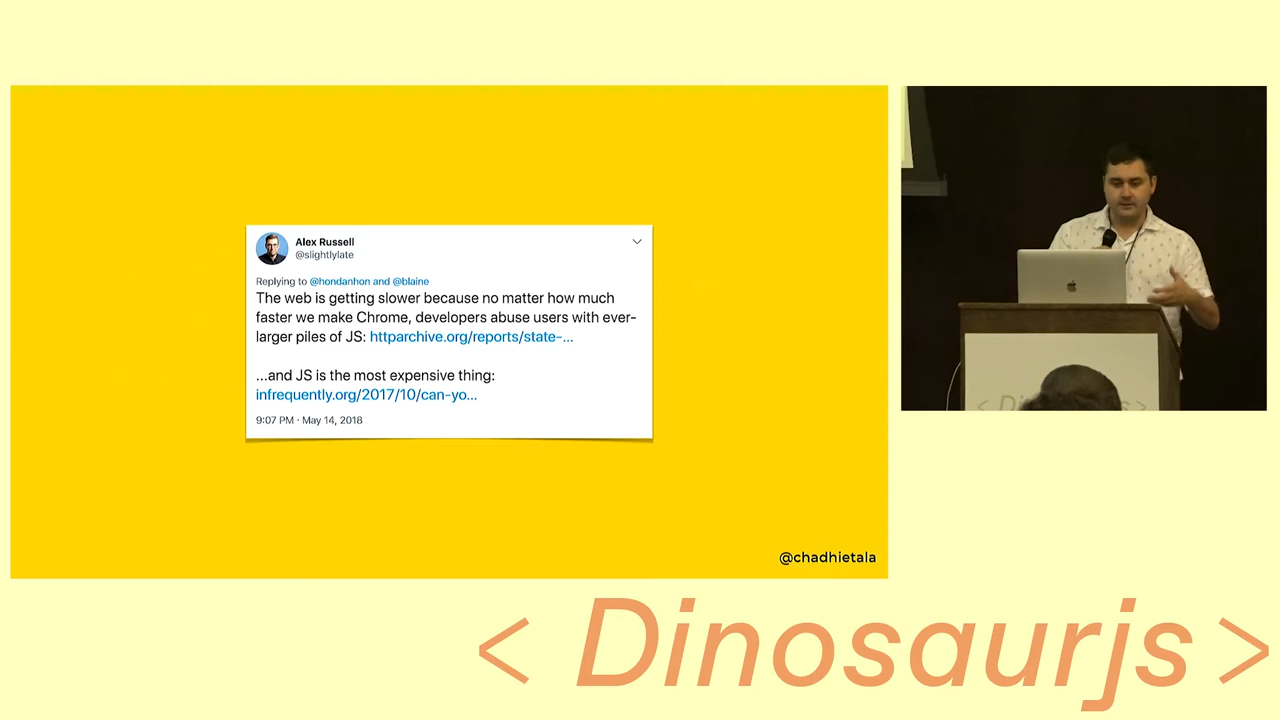 Alex Russell
@slightlylate
Replying to @hondanhon and @blaine
The web is getting slower because no matter how much
faster we make Chrome, developers abuse users with ever-
larger piles of JS: httparchive.org/reports/state-...
...and JS is the most expensive thing:
infrequently.org/2017/10/can-yo...
9:07 PM · May 14, 2018
@chadhietala
< Dinosaurjs >